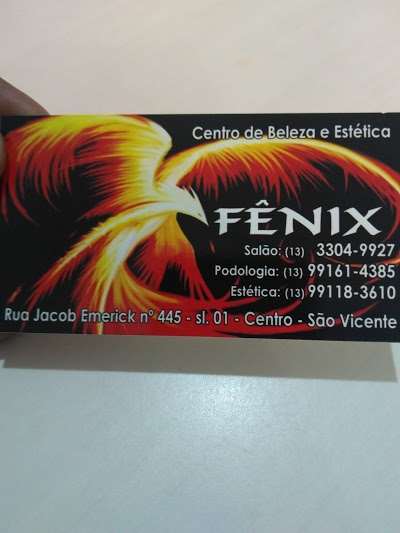 Centro de Beleza e Estética
FÊNIX
Salão: (13) 3304-9927
Podologia: (13) 99161-4385
Estética: (13) 99118-3610
Rua Jacob Emerick nº 445 - sl. 01 - Centro - São Vicente